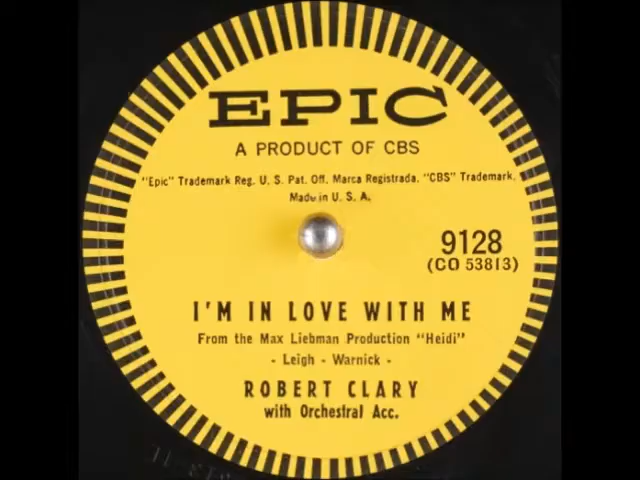 EPIC
A PRODUCT OF CBS
"Epic" Trademark Reg. U. S. Pat. Off. Marca Registrada. "CBS" Trademark.
Made in U. S. A.
9128
(CO 53813)
I'M IN LOVE WITH ME
From the Max Liebman Production "Heidi"
- Leigh - Warnick -
ROBERT CLARY
with Orchestral Acc.